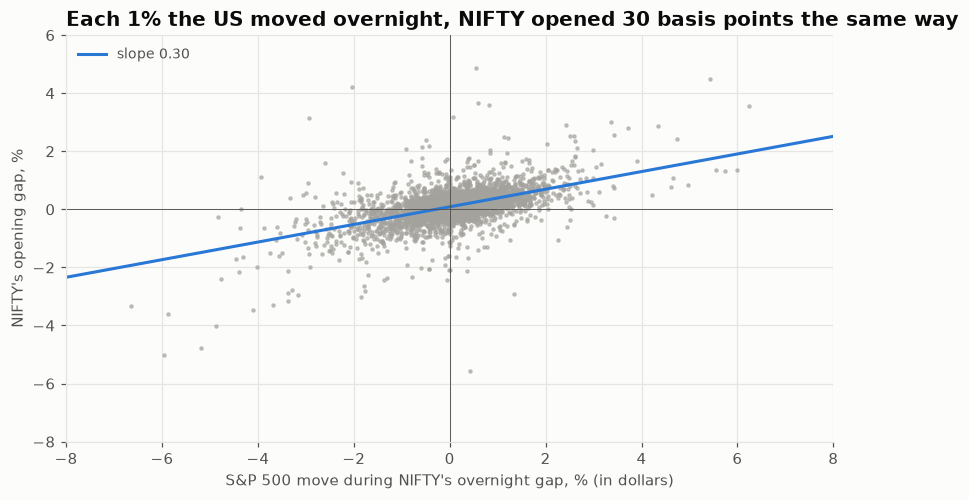 Each 1% the US moved overnight, NIFTY opened 30 basis points the same way
slope 0.30
NIFTY's opening gap, %
6
4
2
0
−2
−4
−6
−8
−8 −6 −4 −2 0 2 4 6 8
S&P 500 move during NIFTY's overnight gap, % (in dollars)